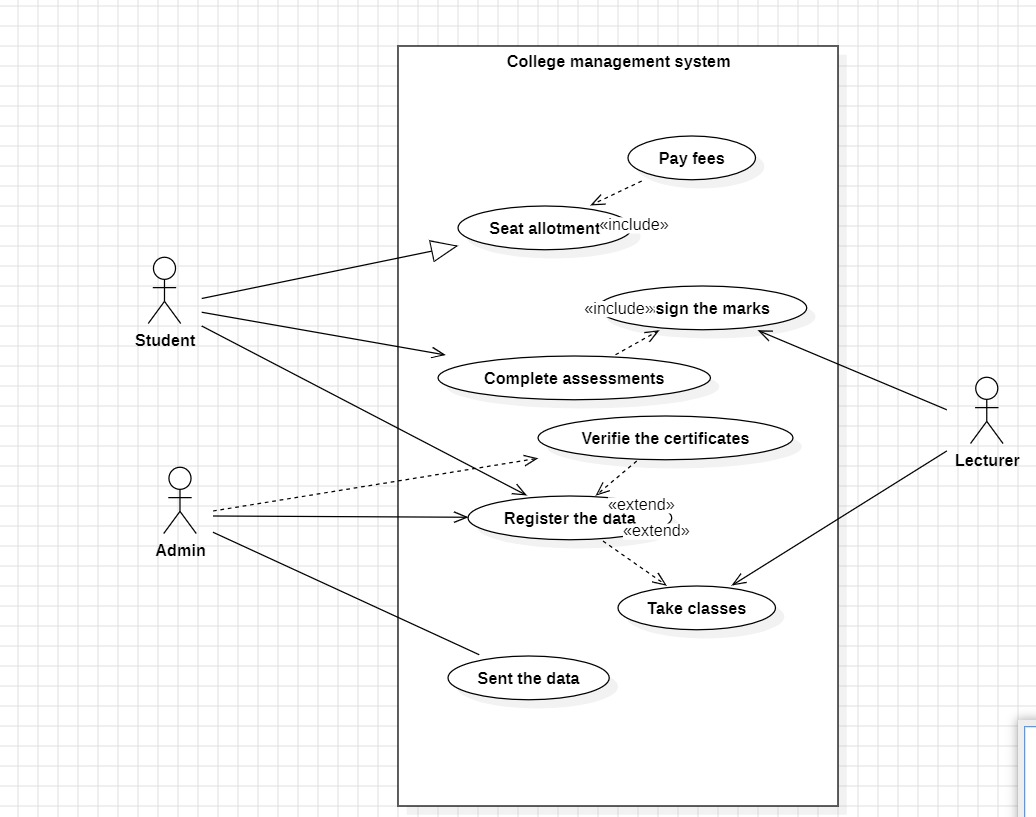 College management system
Pay fees
Seat allotment
«include»
«include»
sign the marks
Student
Complete assessments
Verifie the certificates
Lecturer
«extend»
Register the data
«extend»
Admin
Take classes
Sent the data